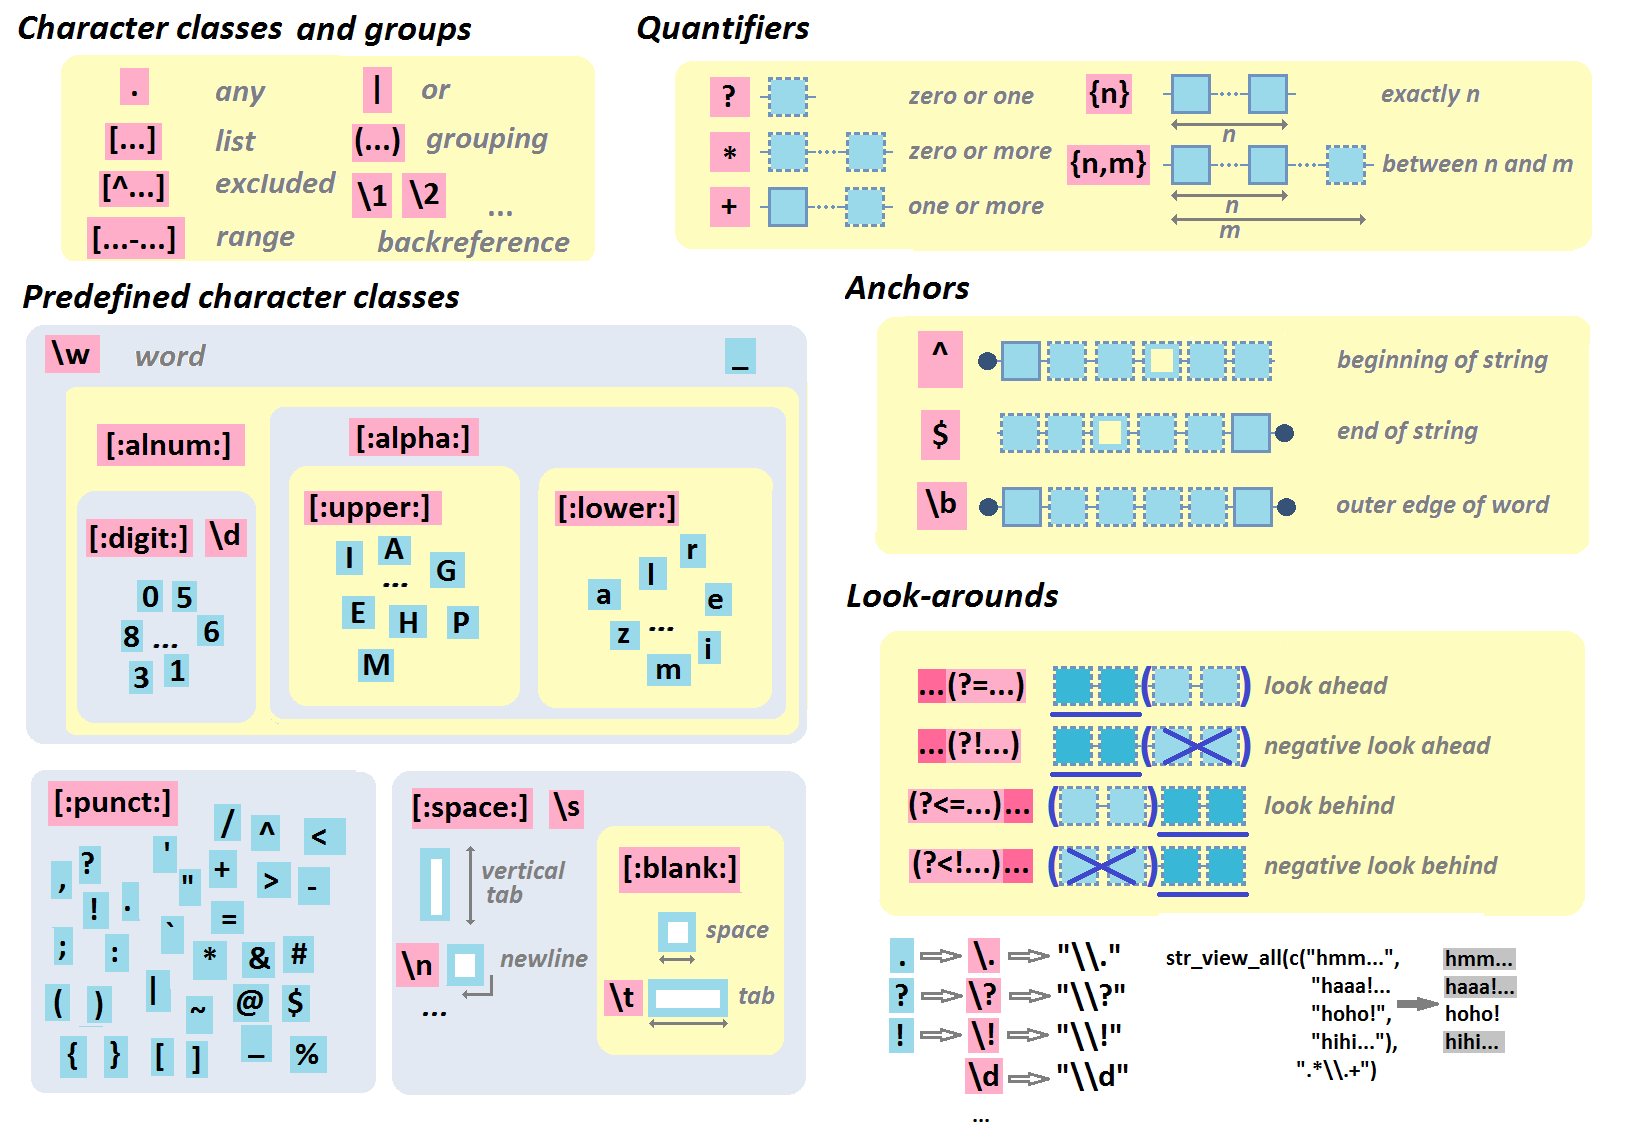 Character classes and groups
. any
[...] list
[^...] excluded
[...-...] range
| or
(...) grouping
\1 \2 ...
backreference
Quantifiers
? zero or one
* zero or more
+ one or more
{n} exactly n
n
{n,m} between n and m
n
m
Predefined character classes
\w word _
[:alnum:]
[:alpha:]
[:digit:] \d
0 5
8 ... 6
3 1
[:upper:]
I A
... G
E H P
M
[:lower:]
r
l
a e
z ... i
m
Anchors
^ beginning of string
$ end of string
\b outer edge of word
Look-arounds
...(?=...) ( ) look ahead
...(?!...) ( ) negative look ahead
(?<=...)... ( ) look behind
(?<!...)... ( ) negative look behind
[:punct:]
/ ^ <
' + > -
, ? "
! . =
` * & #
; :
( ) | ~ @ $
{ } [ ] _ %
[:space:] \s
vertical
tab
\n newline
...
[:blank:]
space
\t tab
. \. "\\."
? \? "\\?"
! \! "\\!"
\d "\\d"
...
str_view_all(c("hmm...",
"haaa!...
"hoho!",
"hihi..."),
".*\\.+")
hmm...
haaa!...
hoho!
hihi...